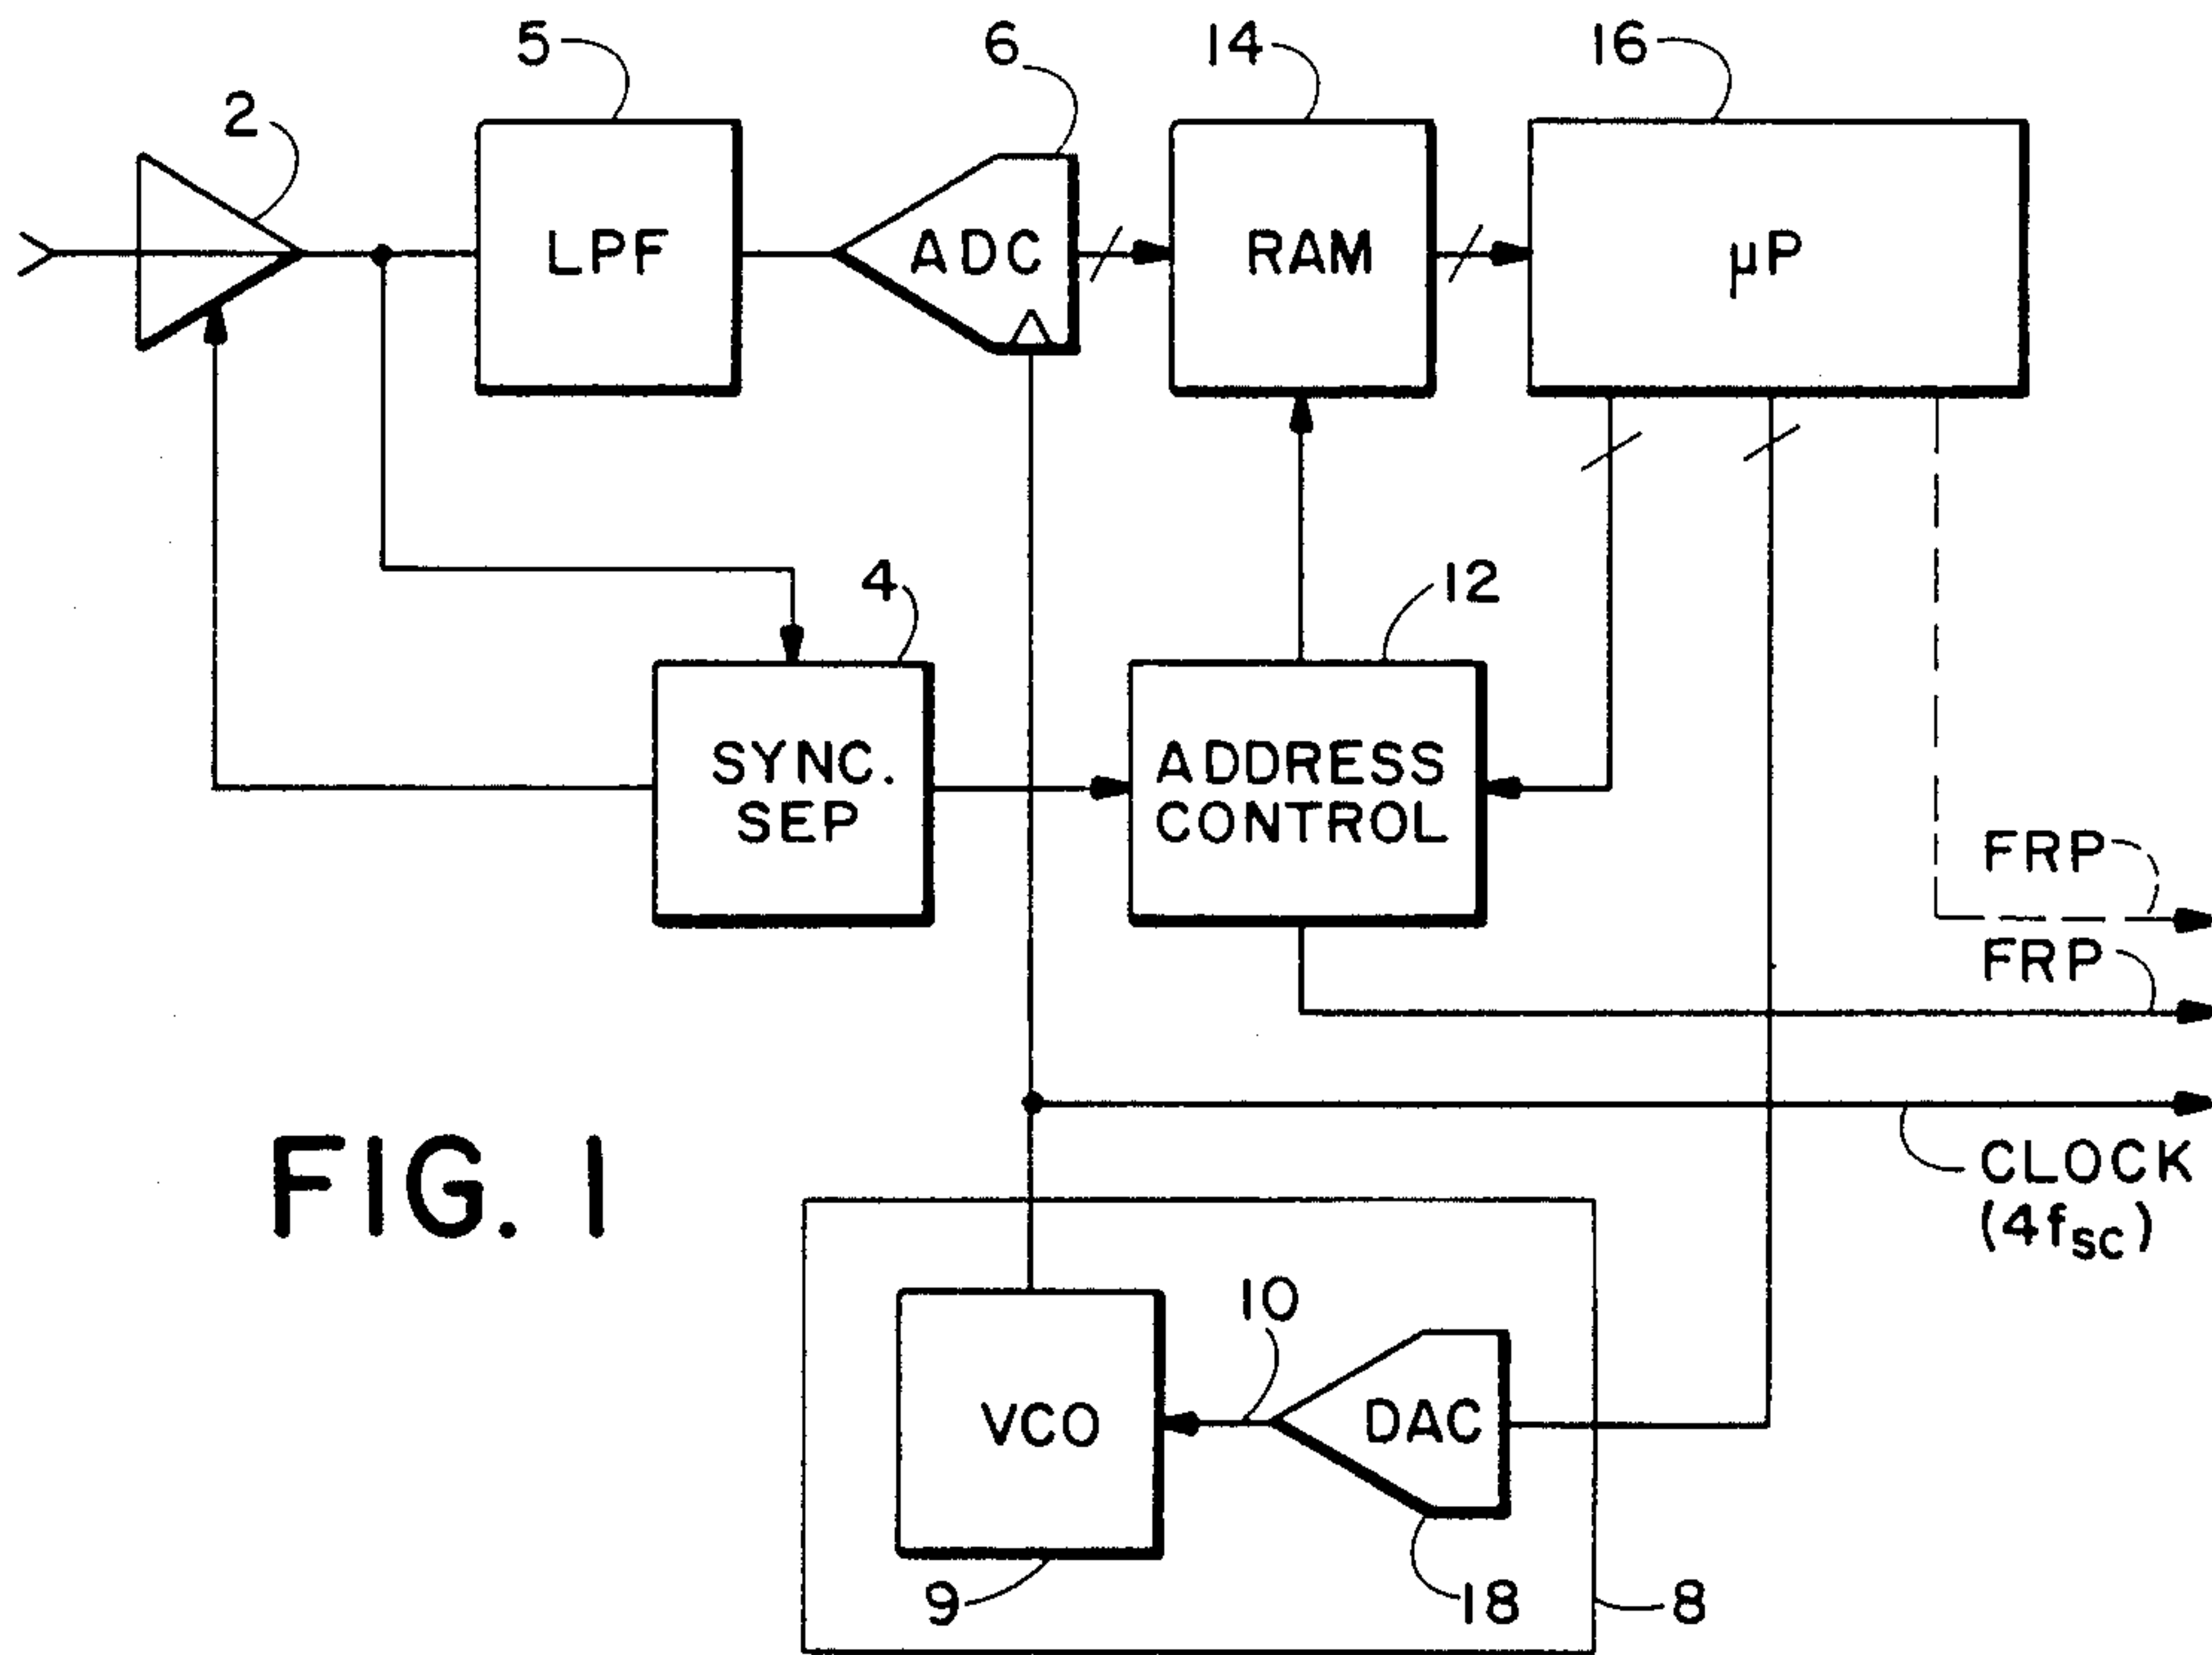 5
6
14
16
2
LPF
ADC
RAM
µP
4
12
SYNC.
SEP
ADDRESS
CONTROL
FRP
FRP
CLOCK
(4fsc)
FIG. 1
10
VCO
DAC
9
18
8